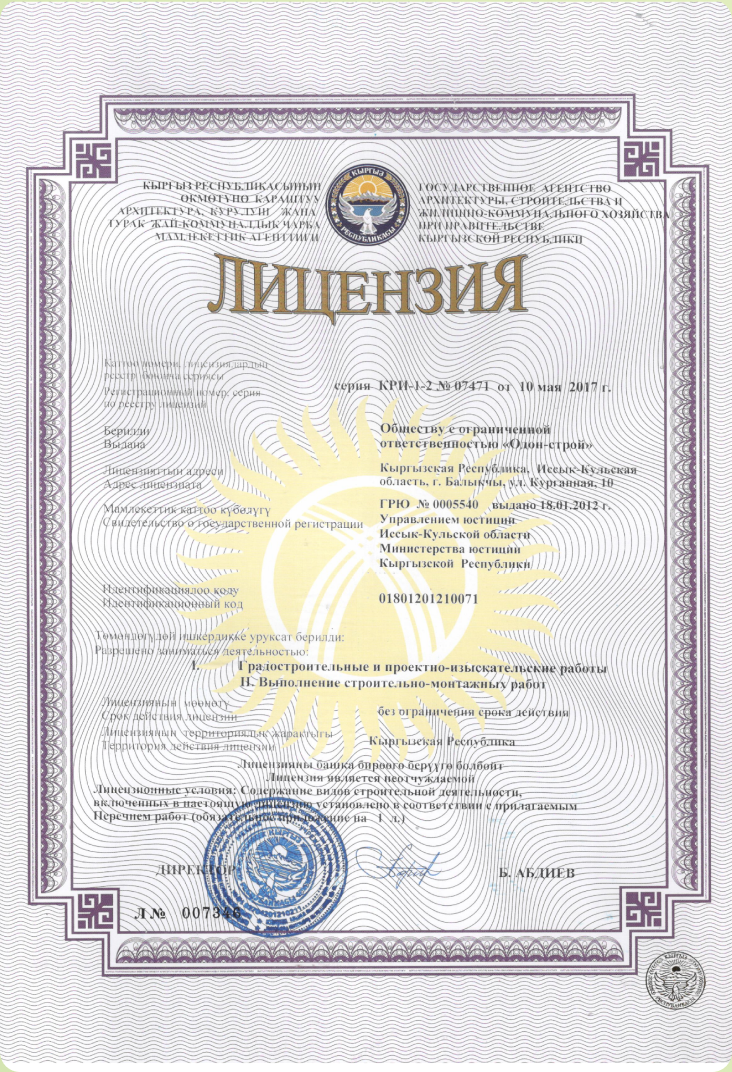 КЫРГЫЗ РЕСПУБЛИКАСЫНЫН
ОКМОТУНО КАРАШТУУ
АРХИТЕКТУРА, КУРУЛУШ ЖАНА
ТУРАК ЖАЙ-КОММУНАЛДЫК ЧАРБА
МАМЛЕКЕТТИК АГЕНТТИГИ
КЫРГЫЗ
РЕСПУБЛИКАСЫ
ГОСУДАРСТВЕННОЕ АГЕНТСТВО
АРХИТЕКТУРЫ, СТРОИТЕЛЬСТВА И
ЖИЛИЩНО-КОММУНАЛЬНОГО ХОЗЯЙСТВА
ПРИ ПРАВИТЕЛЬСТВЕ
КЫРГЫЗСКОЙ РЕСПУБЛИКИ
ЛИЦЕНЗИЯ
Каттоо номери, лицензиялардын
реестр боюнча сериясы
Регистрационный номер, серия
по реестру лицензий
серия КРИ-1-2 № 07471 от 10 мая 2017 г.
Берилди
Выдана
Обществу с ограниченной
ответственностью «Одон-строй»
Лицензияттын адреси
Адрес лицензиата
Кыргызская Республика, Иссык-Кульская
область, г. Балыкчы, ул. Курганная, 10
Мамлекеттик каттоо күбөлүгү
Свидетельство о государственной регистрации
ГРЮ № 0005540 выдано 18.01.2012 г.
Управлением юстиции
Иссык-Кульской области
Министерства юстиции
Кыргызской Республики
Идентификациялоо коду
Идентификационный код
01801201210071
Төмөндөгүдөй ишкердикке уруксат берилди:
Разрешено заниматься деятельностью:
I. Градостроительные и проектно-изыскательские работы
II. Выполнение строительно-монтажных работ
Лицензиянын мөөнөтү
Срок действия лицензии
без ограничения срока действия
Лицензиянын территориялык жарактыгы
Территория действия лицензии
Кыргызская Республика
Лицензияны башка бирөөгө берүүгө болбойт
Лицензия является неотчуждаемой
Лицензионные условия: Содержание видов строительной деятельности,
включенных в настоящую лицензию установлено в соответствии с прилагаемым
Перечнем работ (обязательное приложение на 1 л.)
ДИРЕКТОР
Б. АБДИЕВ
Л № 007346